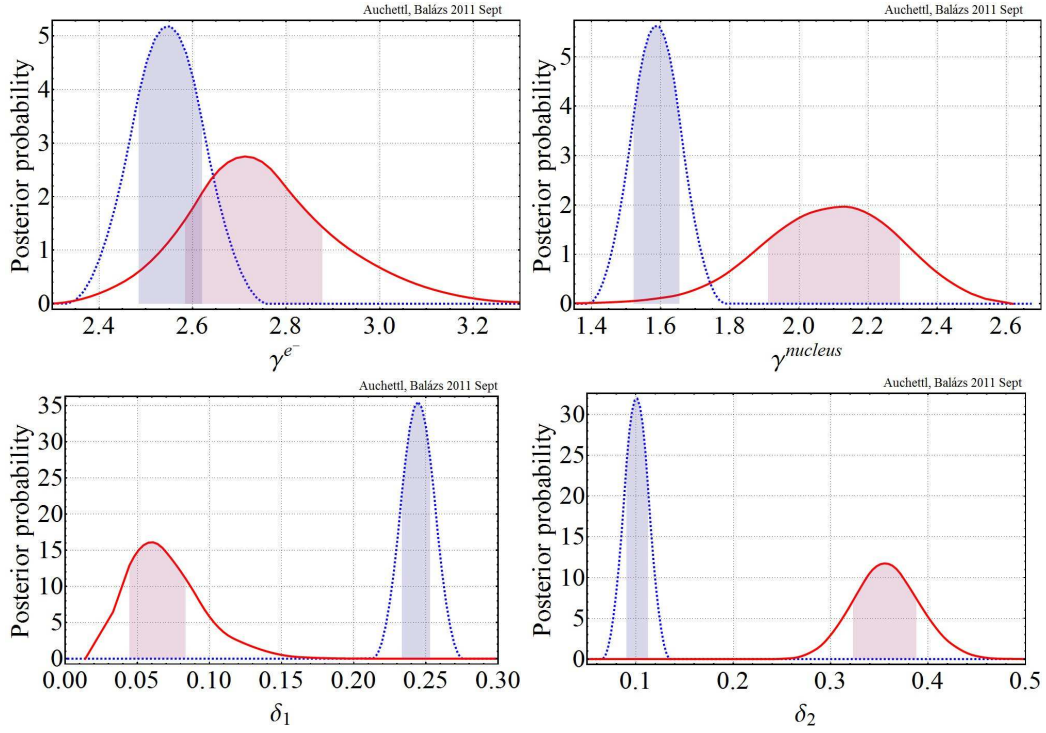 Auchettl, Balázs 2011 Sept
Posterior probability
5
4
3
2
1
0
2.4 2.6 2.8 3.0 3.2
γ^{e^-}
Auchettl, Balázs 2011 Sept
Posterior probability
5
4
3
2
1
0
1.4 1.6 1.8 2.0 2.2 2.4 2.6
γ^{nucleus}
Auchettl, Balázs 2011 Sept
Posterior probability
35
30
25
20
15
10
5
0
0.00 0.05 0.10 0.15 0.20 0.25 0.30
δ₁
Auchettl, Balázs 2011 Sept
Posterior probability
30
25
20
15
10
5
0
0.1 0.2 0.3 0.4 0.5
δ₂